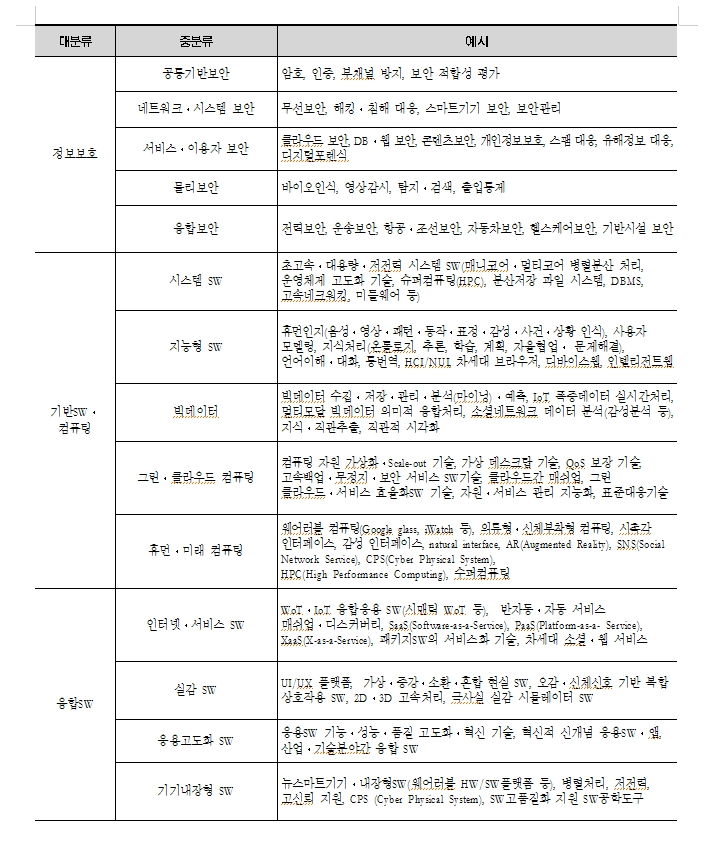 대분류 중분류 예시
정보보호
공통기반보안
암호, 인증, 부채널 방지, 보안 적합성 평가
네트워크・시스템 보안
무선보안, 해킹・침해 대응, 스마트기기 보안, 보안관리
서비스・이용자 보안
클라우드 보안, DB・웹 보안, 콘텐츠보안, 개인정보보호, 스팸 대응, 유해정보 대응,
디지털포렌식
물리보안
바이오인식, 영상감시, 탐지・검색, 출입통제
융합보안
전력보안, 운송보안, 항공・조선보안, 자동차보안, 헬스케어보안, 기반시설 보안
기반SW・
컴퓨팅
시스템 SW
초고속・대용량・저전력 시스템 SW(매니코어・멀티코어 병렬분산 처리,
운영체제 고도화 기술, 슈퍼컴퓨팅(HPC), 분산저장 파일 시스템, DBMS,
고속네크워킹, 미들웨어 등)
지능형 SW
휴먼인지(음성・영상・패턴・동작・표정・감성・사건・상황 인식), 사용자
모델링, 지식처리(온톨로지, 추론, 학습, 계획, 자율협업・ 문제해결),
언어이해・대화, 통번역, HCI/NUI, 차세대 브라우저, 디바이스웹, 인텔리전트웹
빅데이터
빅데이터 수집・저장・관리・분석(마이닝)・예측, IoT 폭증데이터 실시간처리,
멀티모달 빅데이터 의미적 융합처리, 소셜네트워크 데이터 분석(감성분석 등),
지식・직관추출, 직관적 시각화
그린・클라우드 컴퓨팅
컴퓨팅 자원 가상화・Scale-out 기술, 가상 데스크탑 기술, QoS 보장 기술,
고속백업・무정지・보안 서비스 SW기술, 클라우드간 매쉬업, 그린
클라우드・서비스 효율화SW 기술, 자원・서비스 관리 지능화, 표준대응기술
휴먼・미래 컴퓨팅
웨어러블 컴퓨팅(Google glass, iWatch 등), 의류형・신체부착형 컴퓨팅, 시촉각
인터페이스, 감성 인터페이스, natural interface, AR(Augmented Reality), SNS(Social
Network Service), CPS(Cyber Physical System),
HPC(High Performance Computing), 수퍼컴퓨팅
융합SW
인터넷・서비스 SW
WoT・IoT 융합응용 SW(시맨틱 WoT 등), 반자동・자동 서비스
매쉬업・디스커버리, SaaS(Software-as-a-Service), PaaS(Platform-as-a- Service),
XaaS(X-as-a-Service), 패키지SW의 서비스화 기술, 차세대 소셜・웹 서비스
실감 SW
UI/UX 플랫폼, 가상・증강・소환・혼합 현실 SW, 오감・신체신호 기반 복합
상호작용 SW, 2D・3D 고속처리, 극사실 실감 시뮬레이터 SW
응용고도화 SW
응용SW 기능・성능・품질 고도화・혁신 기술, 혁신적 신개념 응용SW・앱,
산업・기술분야간 융합 SW
기기내장형 SW
뉴스마트기기・내장형SW(웨어러블 HW/SW플랫폼 등), 병렬처리, 저전력,
고신뢰 지원, CPS (Cyber Physical System), SW고품질화 지원 SW공학도구